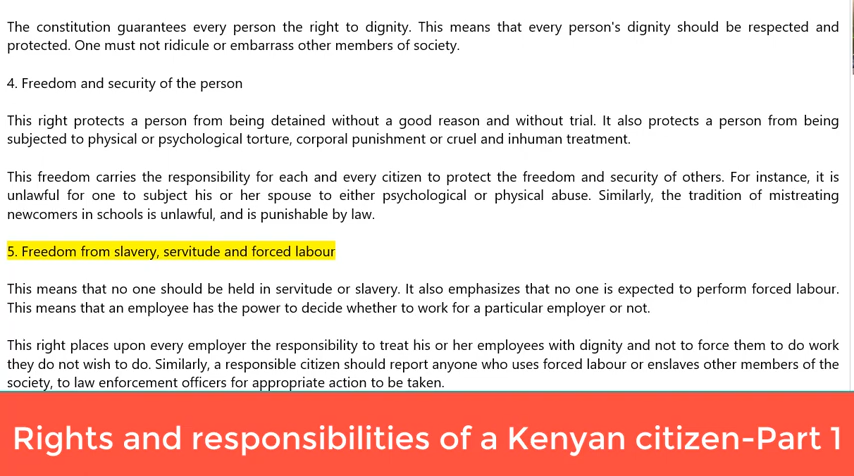 The constitution guarantees every person the right to dignity. This means that every person's dignity should be respected and
protected. One must not ridicule or embarrass other members of society.
4. Freedom and security of the person
This right protects a person from being detained without a good reason and without trial. It also protects a person from being
subjected to physical or psychological torture, corporal punishment or cruel and inhuman treatment.
This freedom carries the responsibility for each and every citizen to protect the freedom and security of others. For instance, it is
unlawful for one to subject his or her spouse to either psychological or physical abuse. Similarly, the tradition of mistreating
newcomers in schools is unlawful, and is punishable by law.
5. Freedom from slavery, servitude and forced labour
This means that no one should be held in servitude or slavery. It also emphasizes that no one is expected to perform forced labour.
This means that an employee has the power to decide whether to work for a particular employer or not.
This right places upon every employer the responsibility to treat his or her employees with dignity and not to force them to do work
they do not wish to do. Similarly, a responsible citizen should report anyone who uses forced labour or enslaves other members of the
society, to law enforcement officers for appropriate action to be taken.
Rights and responsibilities of a Kenyan citizen-Part 1